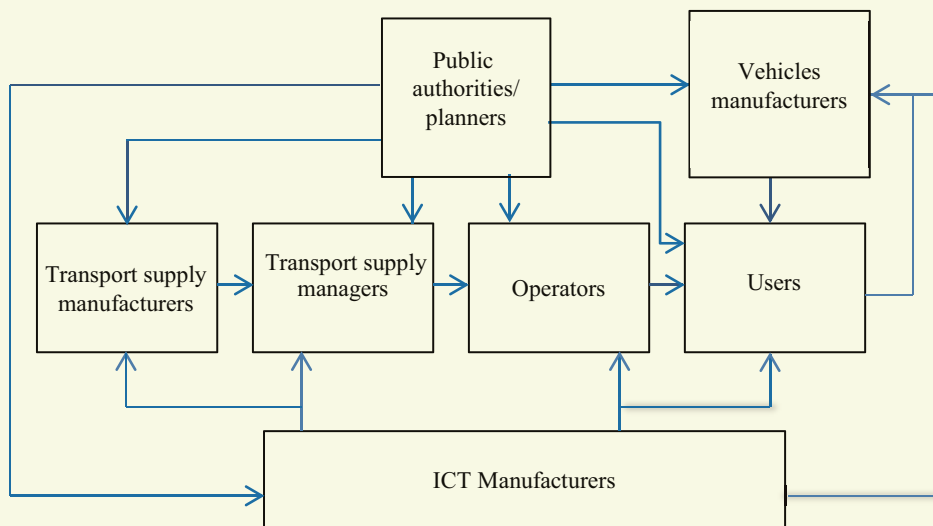 Public
authorities/
planners
Vehicles
manufacturers
Transport supply
manufacturers
Transport supply
managers
Operators
Users
ICT Manufacturers